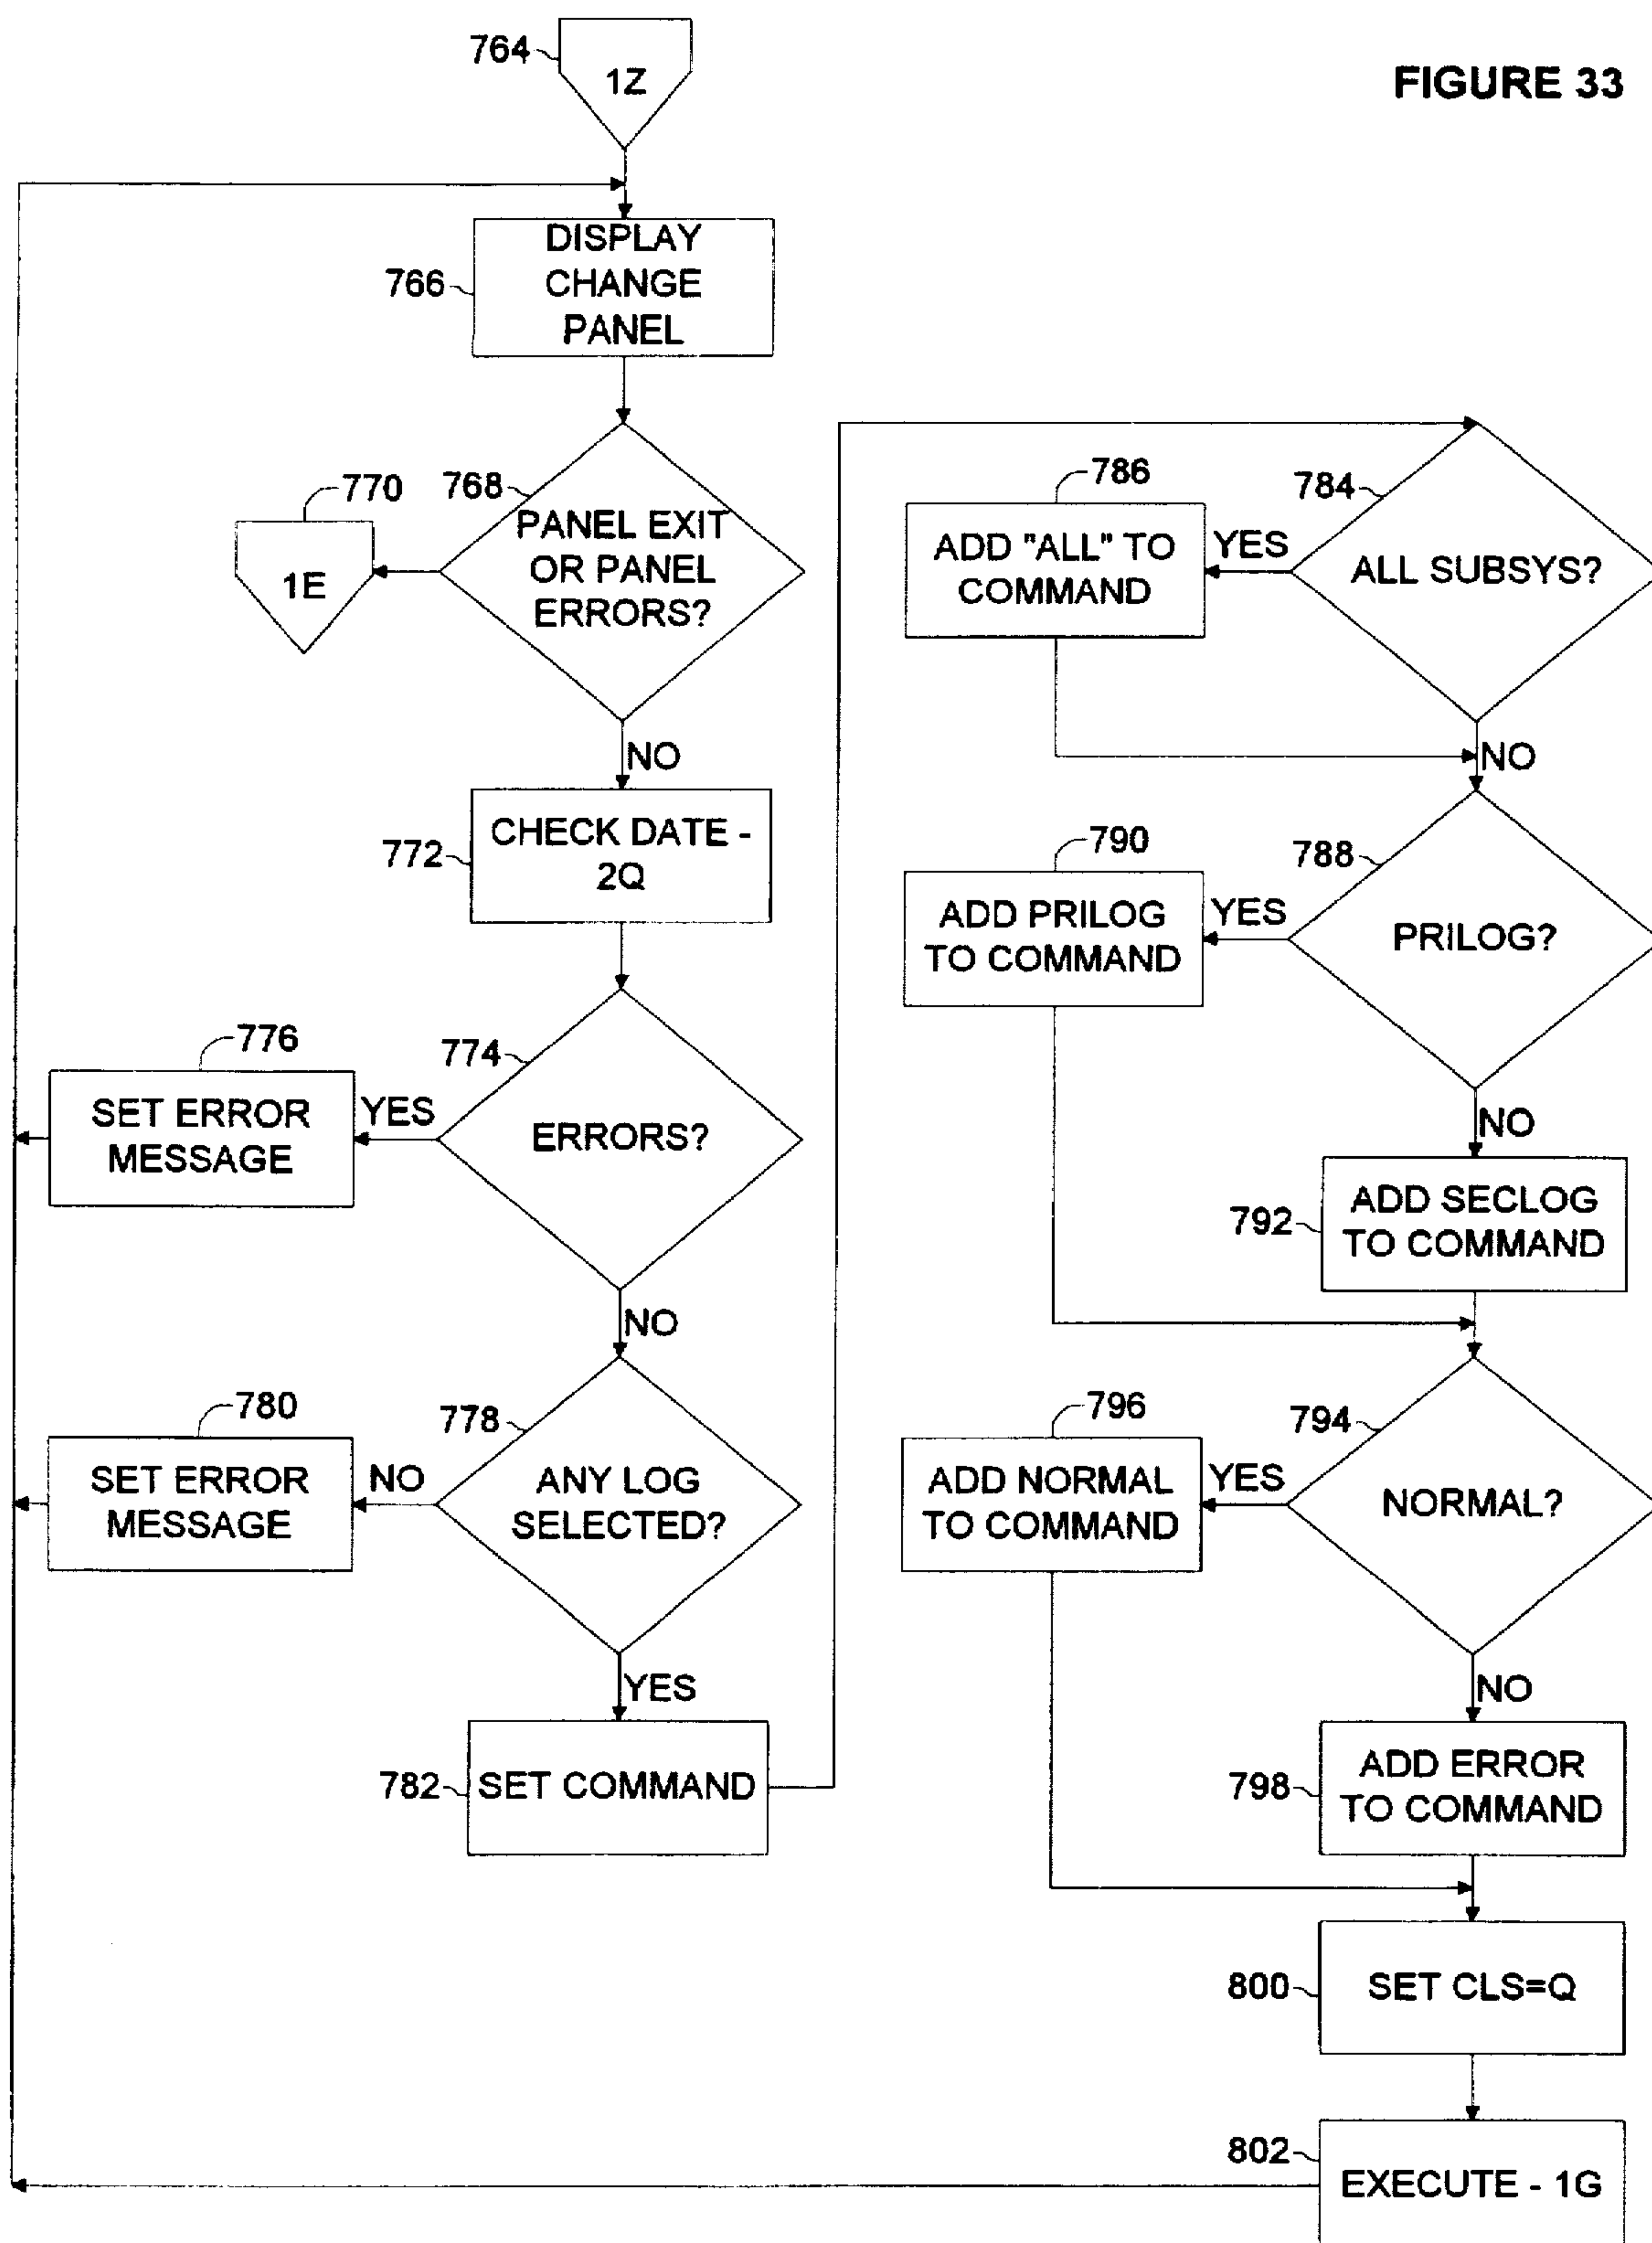 FIGURE 33
764
1Z
766
DISPLAY
CHANGE
PANEL
768
PANEL EXIT
OR PANEL
ERRORS?
770
1E
NO
772
CHECK DATE -
2Q
774
ERRORS?
YES
776
SET ERROR
MESSAGE
NO
778
ANY LOG
SELECTED?
NO
780
SET ERROR
MESSAGE
YES
782
SET COMMAND
784
ALL SUBSYS?
YES
786
ADD "ALL" TO
COMMAND
NO
788
PRILOG?
YES
790
ADD PRILOG
TO COMMAND
NO
792
ADD SECLOG
TO COMMAND
794
NORMAL?
YES
796
ADD NORMAL
TO COMMAND
NO
798
ADD ERROR
TO COMMAND
800
SET CLS=Q
802
EXECUTE - 1G